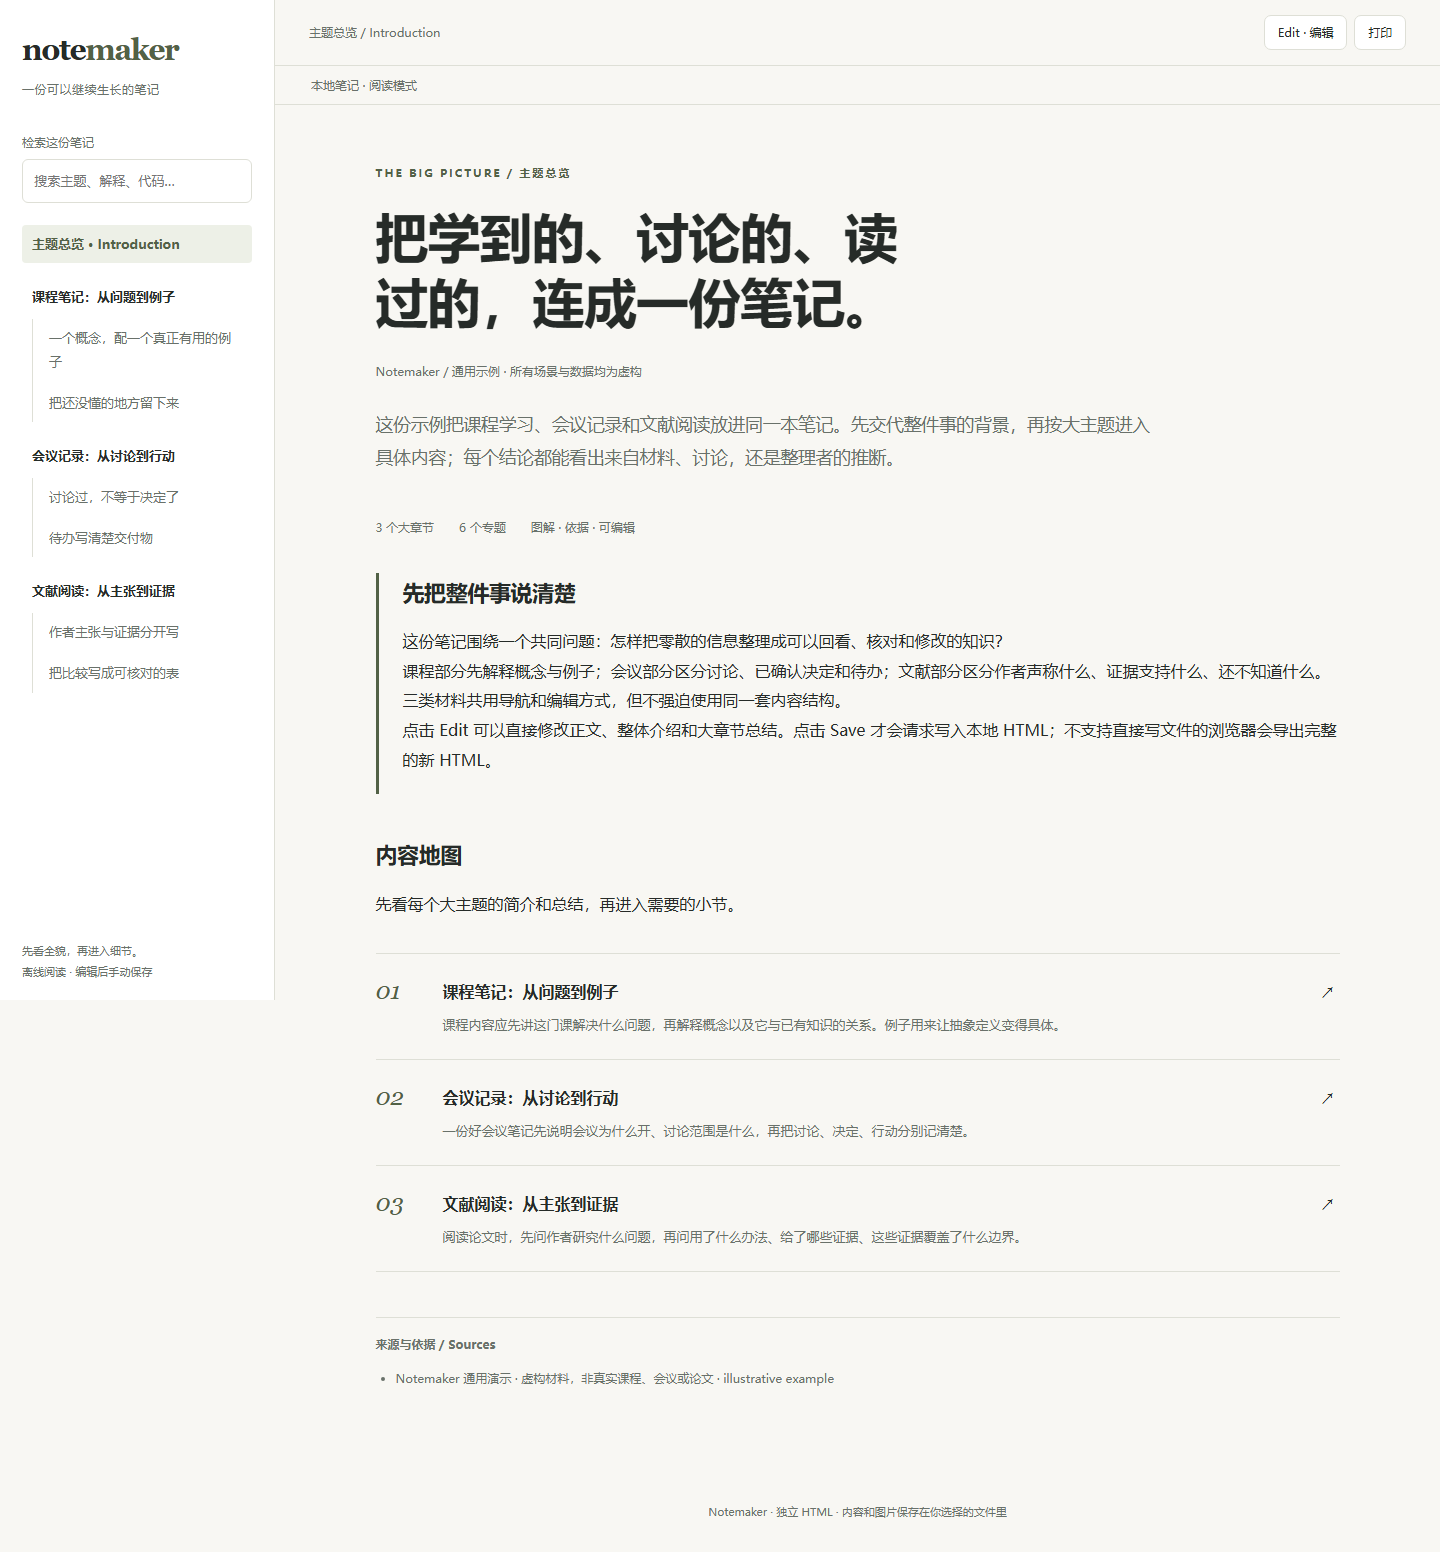 notemaker
一份可以继续生长的笔记
检索这份笔记
搜索主题、解释、代码...
主题总览 • Introduction
课程笔记：从问题到例子
一个概念，配一个真正有用的例
子
把还没懂的地方留下来
会议记录：从讨论到行动
讨论过，不等于决定了
待办写清楚交付物
文献阅读：从主张到证据
作者主张与证据分开写
把比较写成可核对的表
先看全貌，再进入细节。
离线阅读 · 编辑后手动保存
主题总览 / Introduction
Edit · 编辑
打印
本地笔记 · 阅读模式
THE BIG PICTURE / 主题总览
把学到的、讨论的、读
过的，连成一份笔记。
Notemaker / 通用示例 · 所有场景与数据均为虚构
这份示例把课程学习、会议记录和文献阅读放进同一本笔记。先交代整件事的背景，再按大主题进入
具体内容；每个结论都能看出来自材料、讨论，还是整理者的推断。
3 个大章节 6 个专题 图解 · 依据 · 可编辑
先把整件事说清楚
这份笔记围绕一个共同问题：怎样把零散的信息整理成可以回看、核对和修改的知识？
课程部分先解释概念与例子；会议部分区分讨论、已确认决定和待办；文献部分区分作者声称什么、证据支持什么、还不知道什么。
三类材料共用导航和编辑方式，但不强迫使用同一套内容结构。
点击 Edit 可以直接修改正文、整体介绍和大章节总结。点击 Save 才会请求写入本地 HTML；不支持直接写文件的浏览器会导出完整
的新 HTML。
内容地图
先看每个大主题的简介和总结，再进入需要的小节。
01 课程笔记：从问题到例子 ↗
课程内容应先讲这门课解决什么问题，再解释概念以及它与已有知识的关系。例子用来让抽象定义变得具体。
02 会议记录：从讨论到行动 ↗
一份好会议笔记先说明会议为什么开、讨论范围是什么，再把讨论、决定、行动分别记清楚。
03 文献阅读：从主张到证据 ↗
阅读论文时，先问作者研究什么问题，再问用了什么办法、给了哪些证据、这些证据覆盖了什么边界。
来源与依据 / Sources
• Notemaker 通用演示 · 虚构材料，非真实课程、会议或论文 · illustrative example
Notemaker · 独立 HTML · 内容和图片保存在你选择的文件里